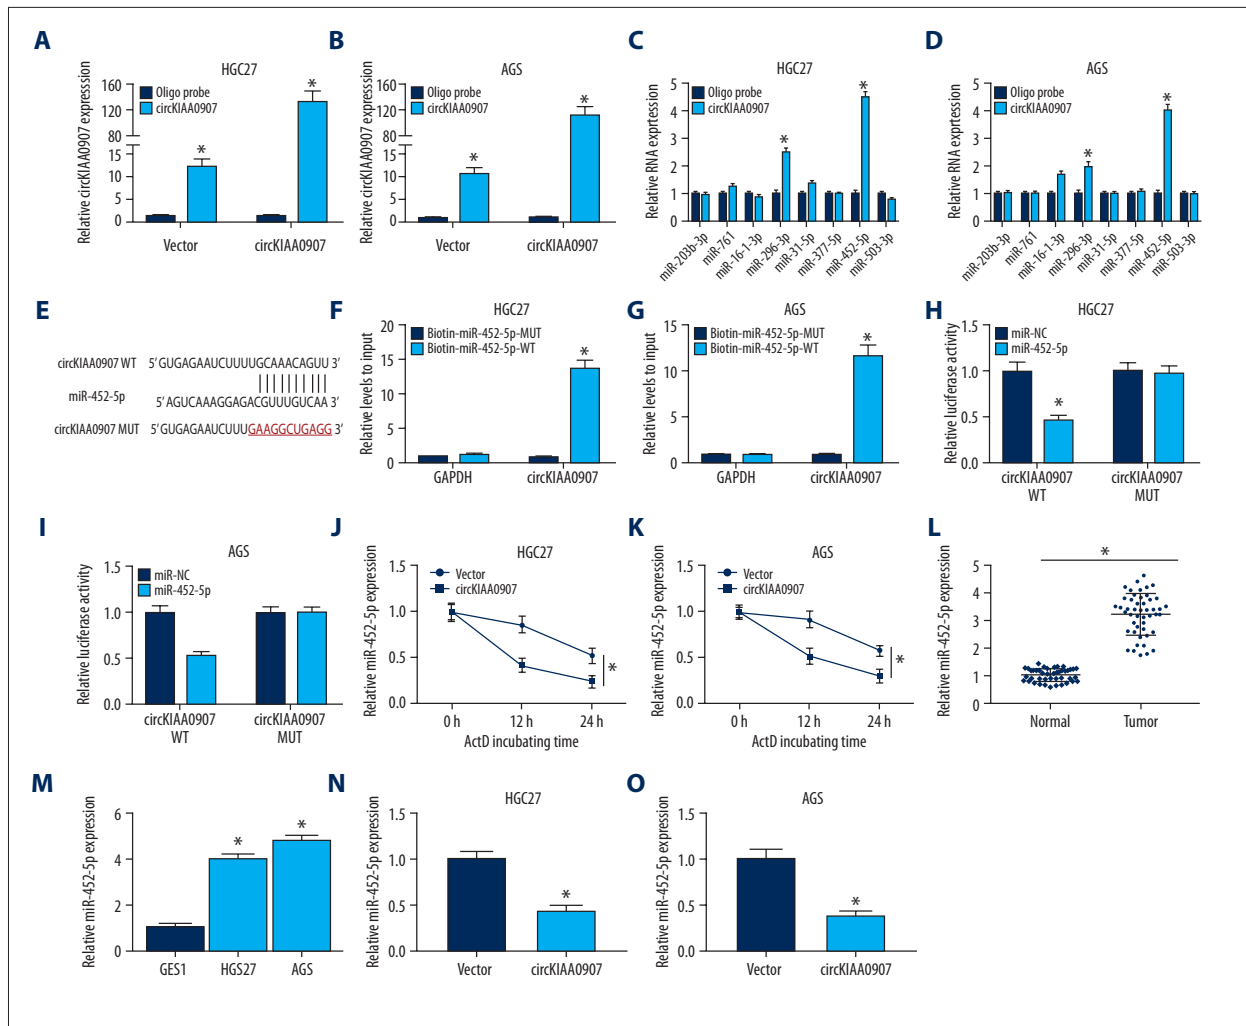 A
HGC27
Relative circKIAA0907 expresssion
160
140
120
100
80
15
10
5
0
Oligo probe
circKIAA0907
*
*
Vector
circKIAA0907
B
AGS
Relative circKIAA0907 expression
160
140
120
100
80
15
10
5
0
Oligo probe
circKIAA0907
*
*
Vector
circKIAA0907
C
HGC27
Relative RNA exprtession
5
4
3
2
1
0
Oligo probe
circKIAA0907
*
*
miR-203b-3p
miR-761
miR-16-1-3p
miR-296-3p
miR-31-5p
miR-377-5p
miR-452-5p
miR-503-3p
D
AGS
Relative RNA exprtession
5
4
3
2
1
0
Oligo probe
circKIAA0907
*
*
miR-203b-3p
miR-761
miR-16-1-3p
miR-296-3p
miR-31-5p
miR-377-5p
miR-452-5p
miR-503-3p
E
circKIAA0907 WT 5' GUGAGAAUCUUUUGCAAACAGUU 3'
miR-452-5p 5' AGUCAAAGGAGACGUUUGUCAA 3'
circKIAA0907 MUT 5' GUGAGAAUCUUUGAAGGCUGAGG 3'
F
HGC27
Relative levels to input
20
15
10
5
0
Biotin-miR-452-5p-MUT
Biotin-miR-452-5p-WT
*
GAPDH
circKIAA0907
G
AGS
Relative levels to input
15
10
5
0
Biotin-miR-452-5p-MUT
Biotin-miR-452-5p-WT
*
GAPDH
circKIAA0907
H
HGC27
Relative luciferase activity
1.5
1.0
0.5
0.0
miR-NC
miR-452-5p
*
circKIAA0907
WT
circKIAA0907
MUT
I
AGS
Relative luciferase activity
1.5
1.0
0.5
0.0
miR-NC
miR-452-5p
circKIAA0907
WT
circKIAA0907
MUT
J
HGC27
Relative miR-452-5p expression
1.5
1.0
0.5
0.0
Vector
circKIAA0907
*
0 h
12 h
24 h
ActD incubating time
K
AGS
Relative miR-452-5p expression
1.5
1.0
0.5
0.0
Vector
circKIAA0907
*
0 h
12 h
24 h
ActD incubating time
L
Relative miR-452-5p expression
5
4
3
2
1
0
*
Normal
Tumor
M
Relative miR-452-5p expression
6
4
2
0
*
*
GES1
HGS27
AGS
N
HGC27
Relative miR-452-5p expression
1.5
1.0
0.5
0.0
*
Vector
circKIAA0907
O
AGS
Relative miR-452-5p expression
1.5
1.0
0.5
0.0
*
Vector
circKIAA0907